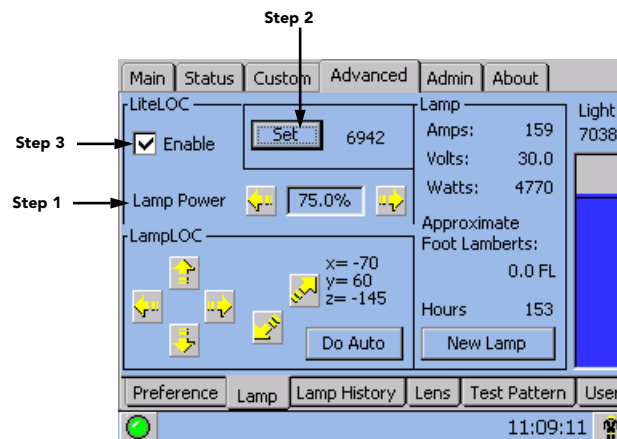 Step 2
Main Status Custom Advanced Admin About
LiteLOC
Set 6942
Step 3
Enable
Step 1
Lamp Power 75.0%
Lamp
Amps: 159
Volts: 30.0
Watts: 4770
Approximate
Foot Lamberts:
0.0 FL
Hours 153
New Lamp
Light
7038
LampLOC
x= -70
y= 60
z= -145
Do Auto
Preference Lamp Lamp History Lens Test Pattern User
11:09:11